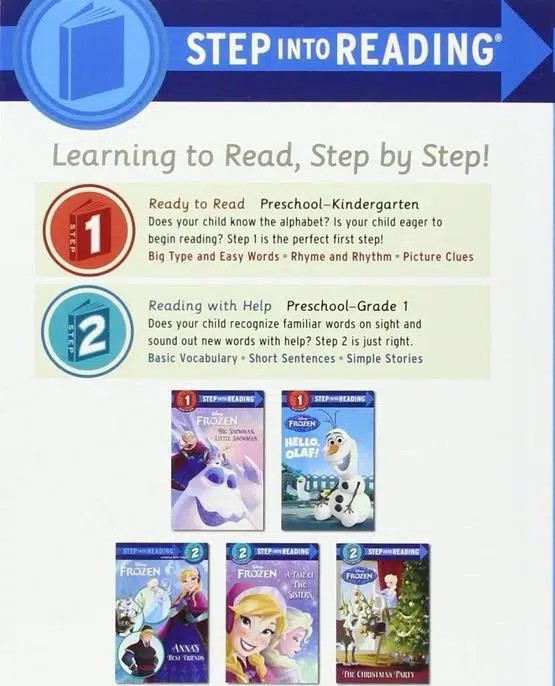 STEP INTO READING®
Learning to Read, Step by Step!
STEP 1
Ready to Read Preschool–Kindergarten
Does your child know the alphabet? Is your child eager to
begin reading? Step 1 is the perfect first step!
Big Type and Easy Words • Rhyme and Rhythm • Picture Clues
STEP 2
Reading with Help Preschool–Grade 1
Does your child recognize familiar words on sight and
sound out new words with help? Step 2 is just right.
Basic Vocabulary • Short Sentences • Simple Stories
1 STEP INTO READING
Disney
FROZEN
BIG SNOWMAN,
LITTLE SNOWMAN
1 STEP INTO READING
Disney
FROZEN
HELLO,
OLAF!
STEP INTO READING 2
Disney
FROZEN
ANNA'S
BEST FRIENDS
2 STEP INTO READING
Disney
FROZEN
A TALE OF
TWO
SISTERS
2 STEP INTO READING
Disney
FROZEN
THE CHRISTMAS PARTY